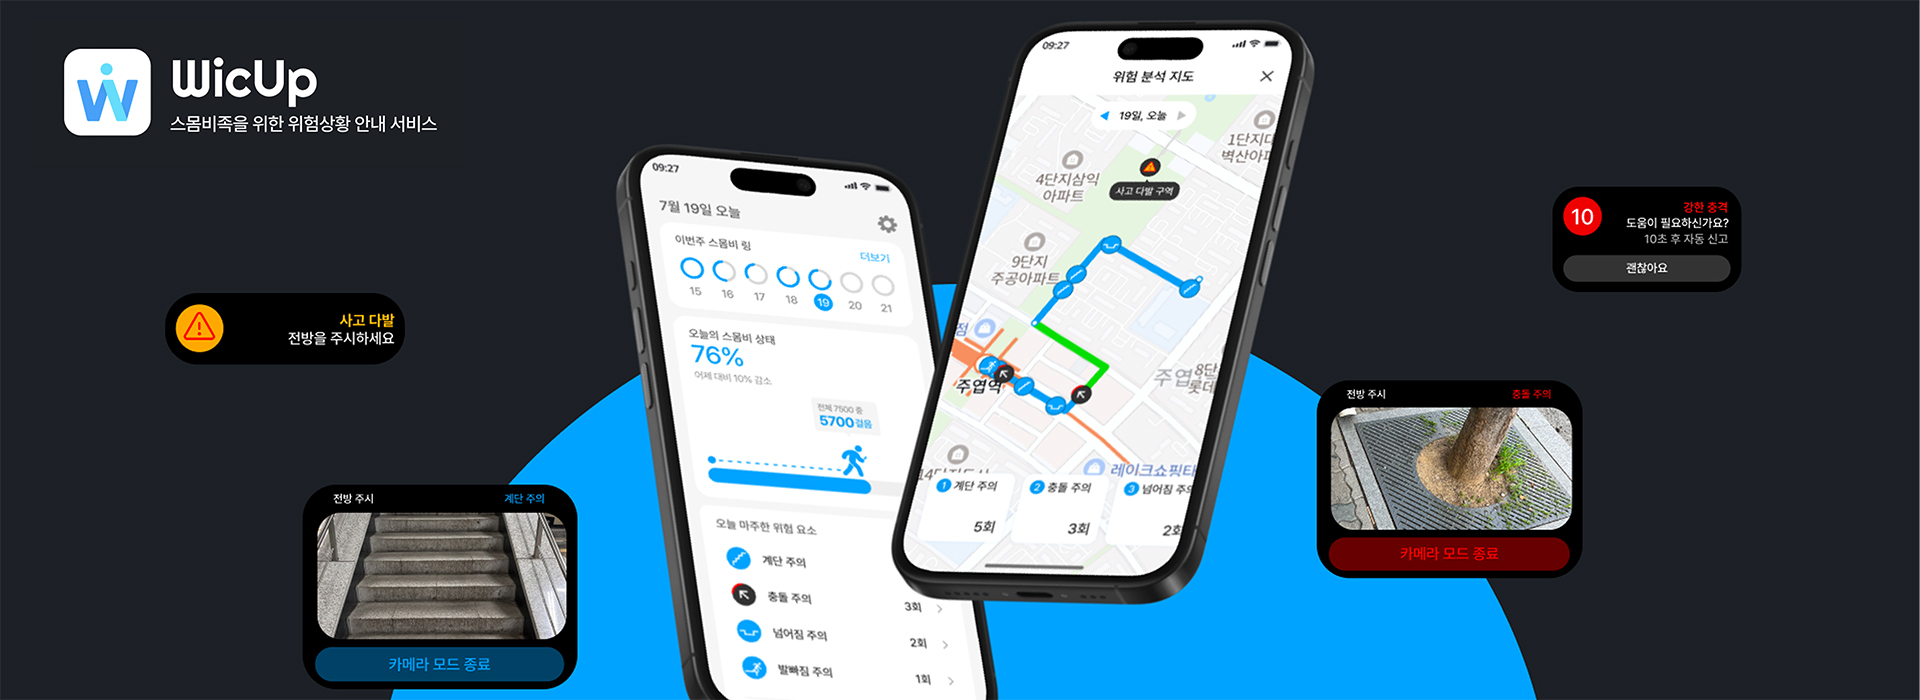 WicUp
스몸비족을 위한 위험상황 안내 서비스
사고 다발
전방을 주시하세요
전방 주시
계단 주의
카메라 모드 종료
09:27
7월 19일 오늘
이번주 스몸비 링
더보기
15 16 17 18 19 20 21
오늘의 스몸비 상태
76%
어제 대비 10% 감소
전체 7500 중
5700걸음
오늘 마주한 위험 요소
계단 주의
충돌 주의
3회
넘어짐 주의
2회
발빠짐 주의
1회
09:27
위험 분석 지도
19일, 오늘
1단지
벽산아파
4단지삼익
아파트
사고 다발 구역
9단지
주공아파트
주엽역
주엽
8단
롯데
레이크쇼핑타
1 계단 주의
5회
2 충돌 주의
3회
3 넘어짐 주의
2회
10
강한 충격
도움이 필요하신가요?
10초 후 자동 신고
괜찮아요
전방 주시
충돌 주의
카메라 모드 종료